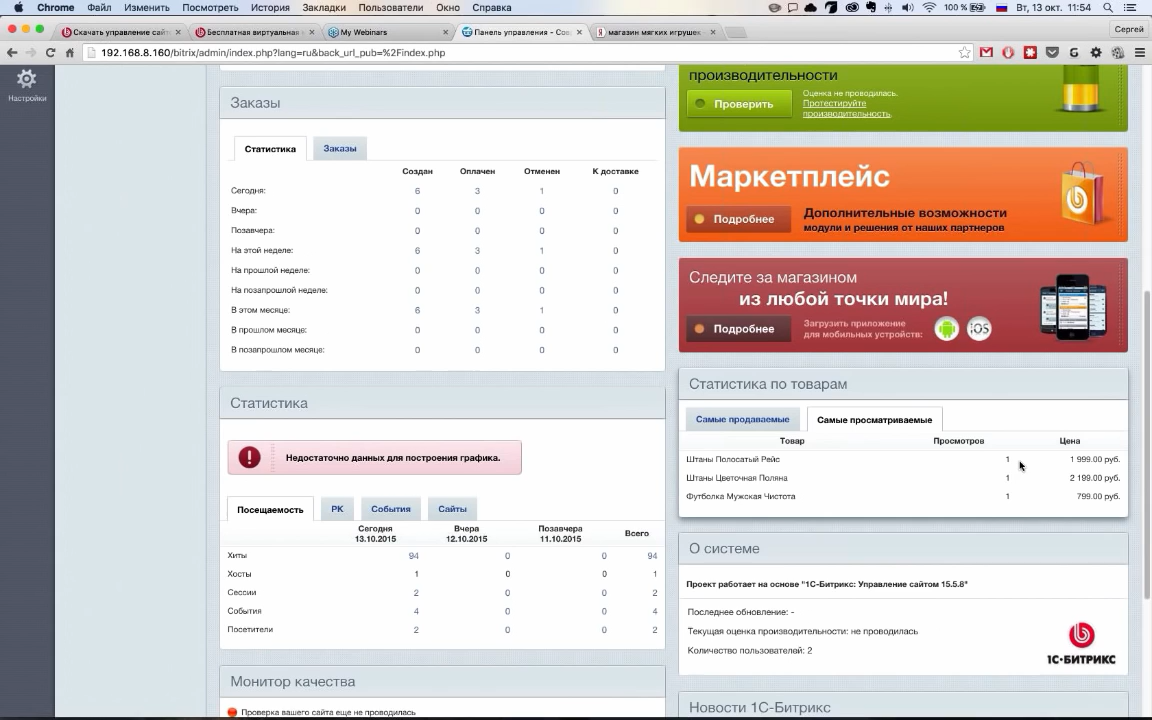 Chrome Файл Изменить Посмотреть История Закладки Пользователи Окно Справка 100 % Вт, 13 окт. 11:54
Скачать управление сайт Бесплатная виртуальная My Webinars Панель управления - Сов магазин мягких игрушек Сергей
192.168.8.160/bitrix/admin/index.php?lang=ru&back_url_pub=%2Findex.php
Настройки
Заказы
Статистика Заказы
Создан Оплачен Отменен К доставке
Сегодня: 6 3 1 0
Вчера: 0 0 0 0
Позавчера: 0 0 0 0
На этой неделе: 6 3 1 0
На прошлой неделе: 0 0 0 0
На позапрошлой неделе: 0 0 0 0
В этом месяце: 6 3 1 0
В прошлом месяце: 0 0 0 0
В позапрошлом месяце: 0 0 0 0
Статистика
Недостаточно данных для построения графика.
Посещаемость РК События Сайты
Сегодня Вчера Позавчера Всего
13.10.2015 12.10.2015 11.10.2015
Хиты 94 0 0 94
Хосты 1 0 0 1
Сессии 2 0 0 2
События 4 0 0 4
Посетители 2 0 0 2
Монитор качества
Проверка вашего сайта еще не проводилась
производительности
Проверить
Оценка не проводилась.
Протестируйте
производительность.
Маркетплейс
Подробнее
Дополнительные возможности
модули и решения от наших партнеров
Следите за магазином
из любой точки мира!
Подробнее
Загрузить приложение
для мобильных устройств:
iOS
Статистика по товарам
Самые продаваемые Самые просматриваемые
Товар Просмотров Цена
Штаны Полосатый Рейс 1 1 999.00 руб.
Штаны Цветочная Поляна 1 2 199.00 руб.
Футболка Мужская Чистота 1 799.00 руб.
О системе
Проект работает на основе "1С-Битрикс: Управление сайтом 15.5.8"
Последнее обновление: -
Текущая оценка производительности: не проводилась
Количество пользователей: 2
1С-БИТРИКС
Новости 1С-Битрикс